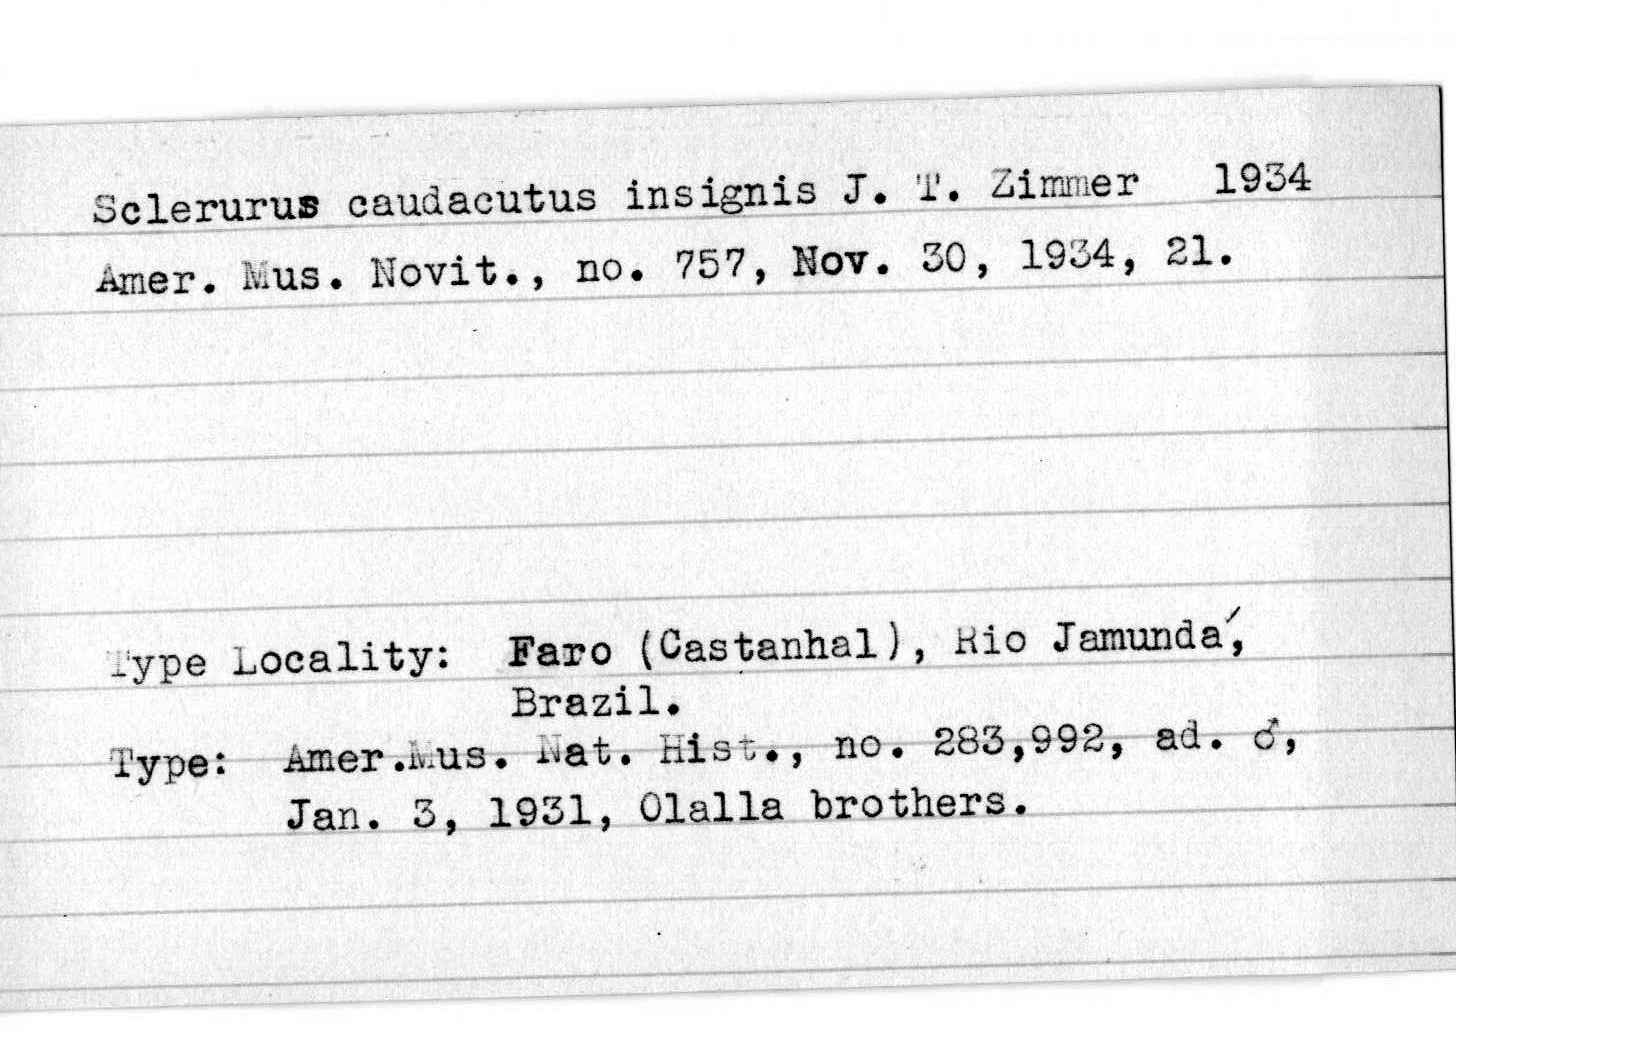 Sclerurus caudacutus insignis J. T. Zimmer 1934
Amer. Mus. Novit., no. 757, Nov. 30, 1934, 21.
Type Locality: Faro (Castanhal), Rio Jamundá,
Brazil.
Type: Amer.Mus. Nat. Hist., no. 283,992, ad. ♂,
Jan. 3, 1931, Olalla brothers.